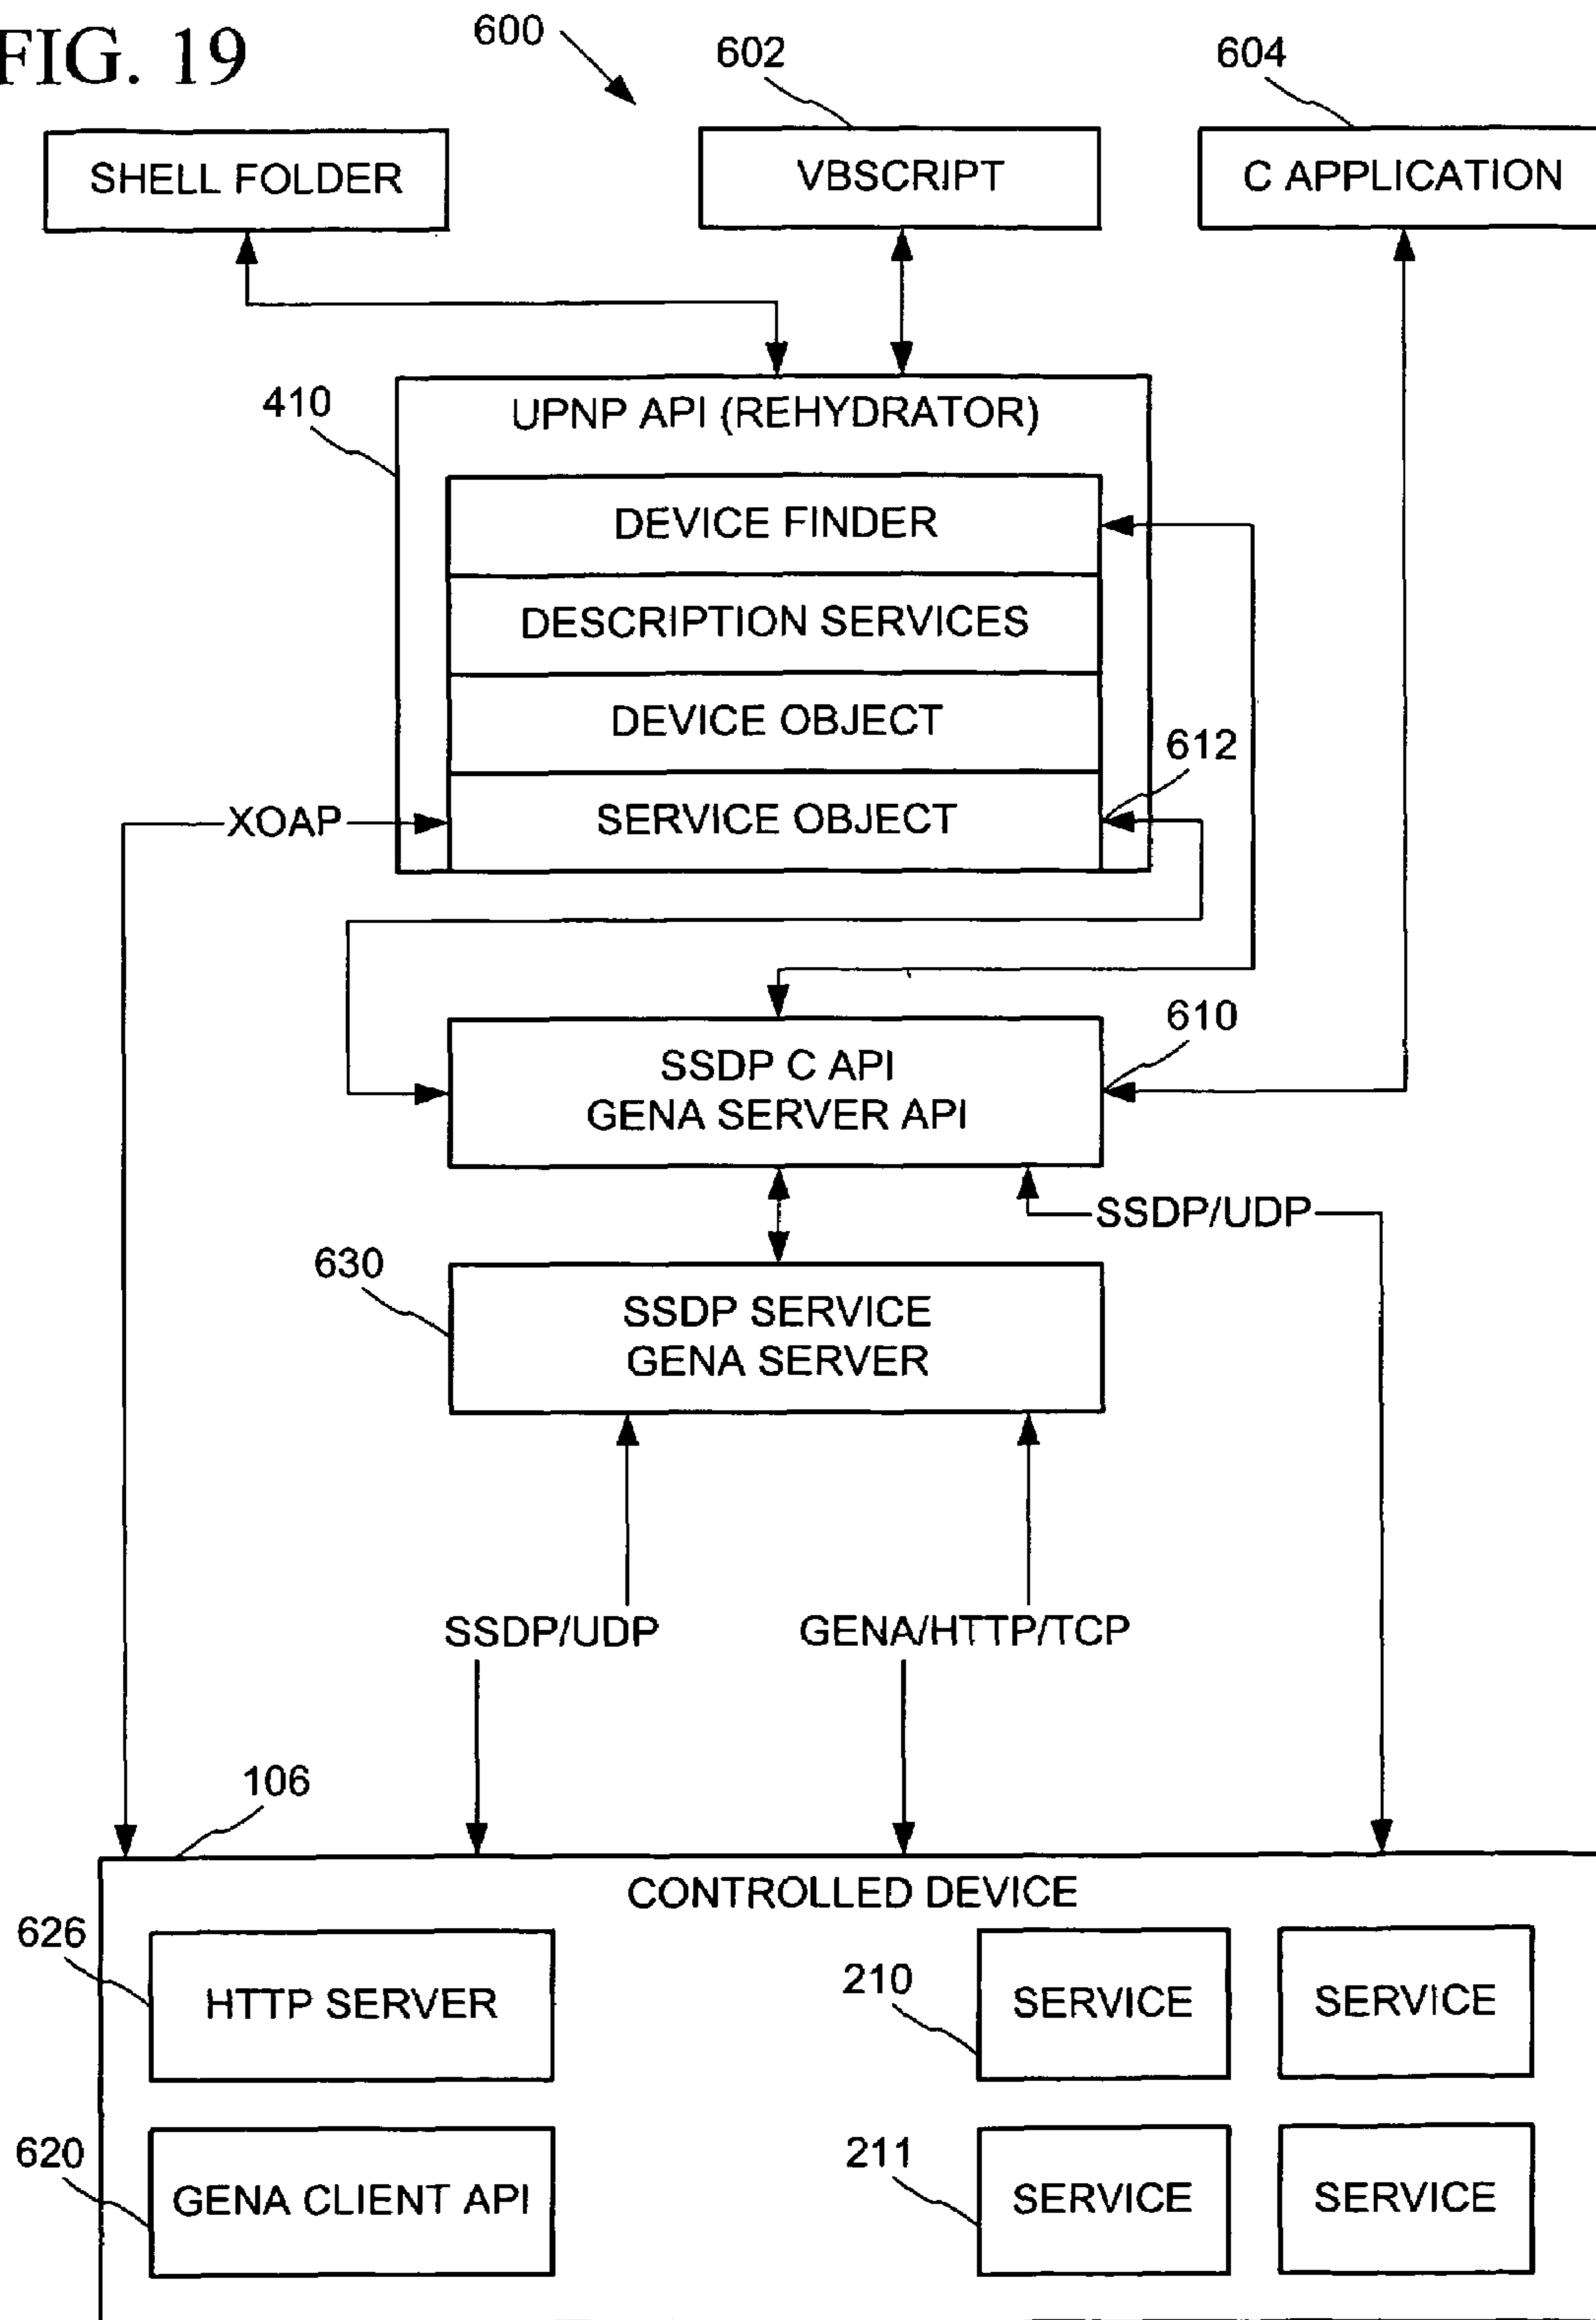 FIG. 19
600
602
604
SHELL FOLDER
VBSCRIPT
C APPLICATION
410
UPNP API (REHYDRATOR)
DEVICE FINDER
DESCRIPTION SERVICES
DEVICE OBJECT
612
XOAP
SERVICE OBJECT
610
SSDP C API
GENA SERVER API
SSDP/UDP
630
SSDP SERVICE
GENA SERVER
SSDP/UDP
GENA/HTTP/TCP
106
CONTROLLED DEVICE
626
HTTP SERVER
210
SERVICE
SERVICE
620
GENA CLIENT API
211
SERVICE
SERVICE